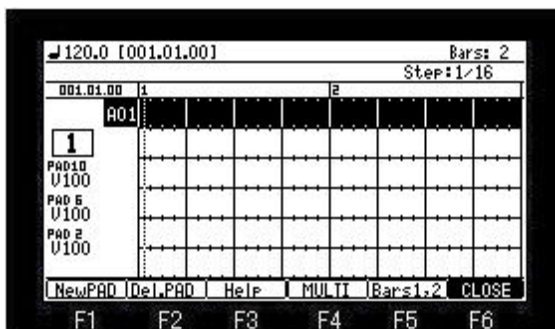 ♩120.0 [001.01.00] Bars: 2
Step:1/16
001.01.00 1 2
A01
1
PAD10
V100
PAD 6
V100
PAD 2
V100
NewPAD Del.PAD Help MULTI Bars1,2 CLOSE
F1 F2 F3 F4 F5 F6